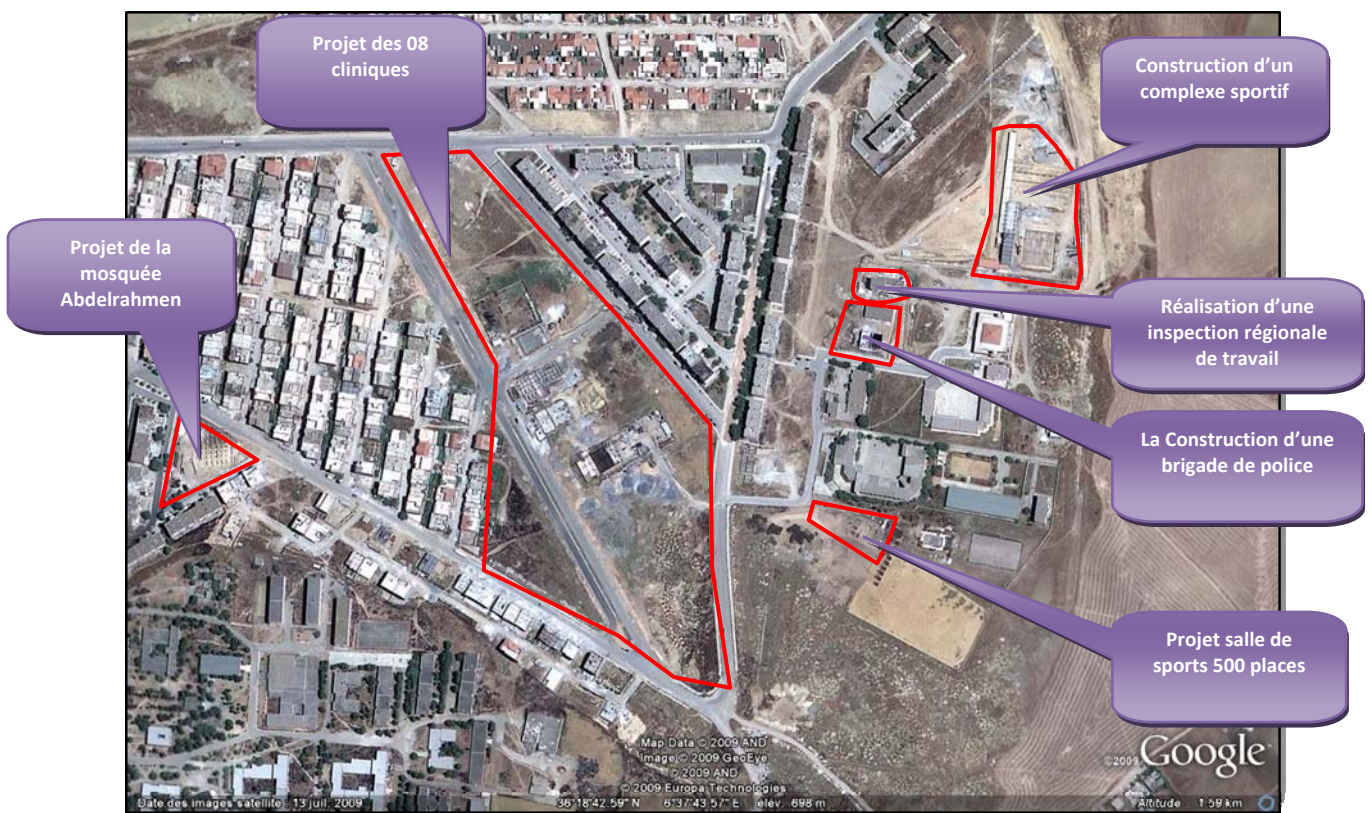 Projet des 08
cliniques
Construction d’un
complexe sportif
Projet de la
mosquée
Abdelrahmen
Réalisation d’une
inspection régionale
de travail
La Construction d’une
brigade de police
Projet salle de
sports 500 places
Map Data © 2009 AND
Image © 2009 GeoEye
© 2009 AND
© 2009 Europa Technologies
©2009 Google
Date des images satellite : 13 juil. 2009 36°18'42.59" N 6°37'43.57" E élév. 698 m Altitude 1.59 km